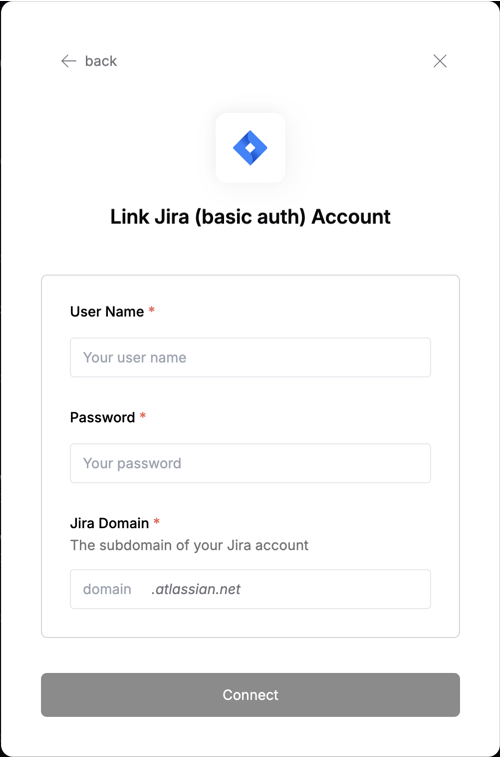 back
Link Jira (basic auth) Account
User Name *
Your user name
Password *
Your password
Jira Domain *
The subdomain of your Jira account
domain .atlassian.net
Connect